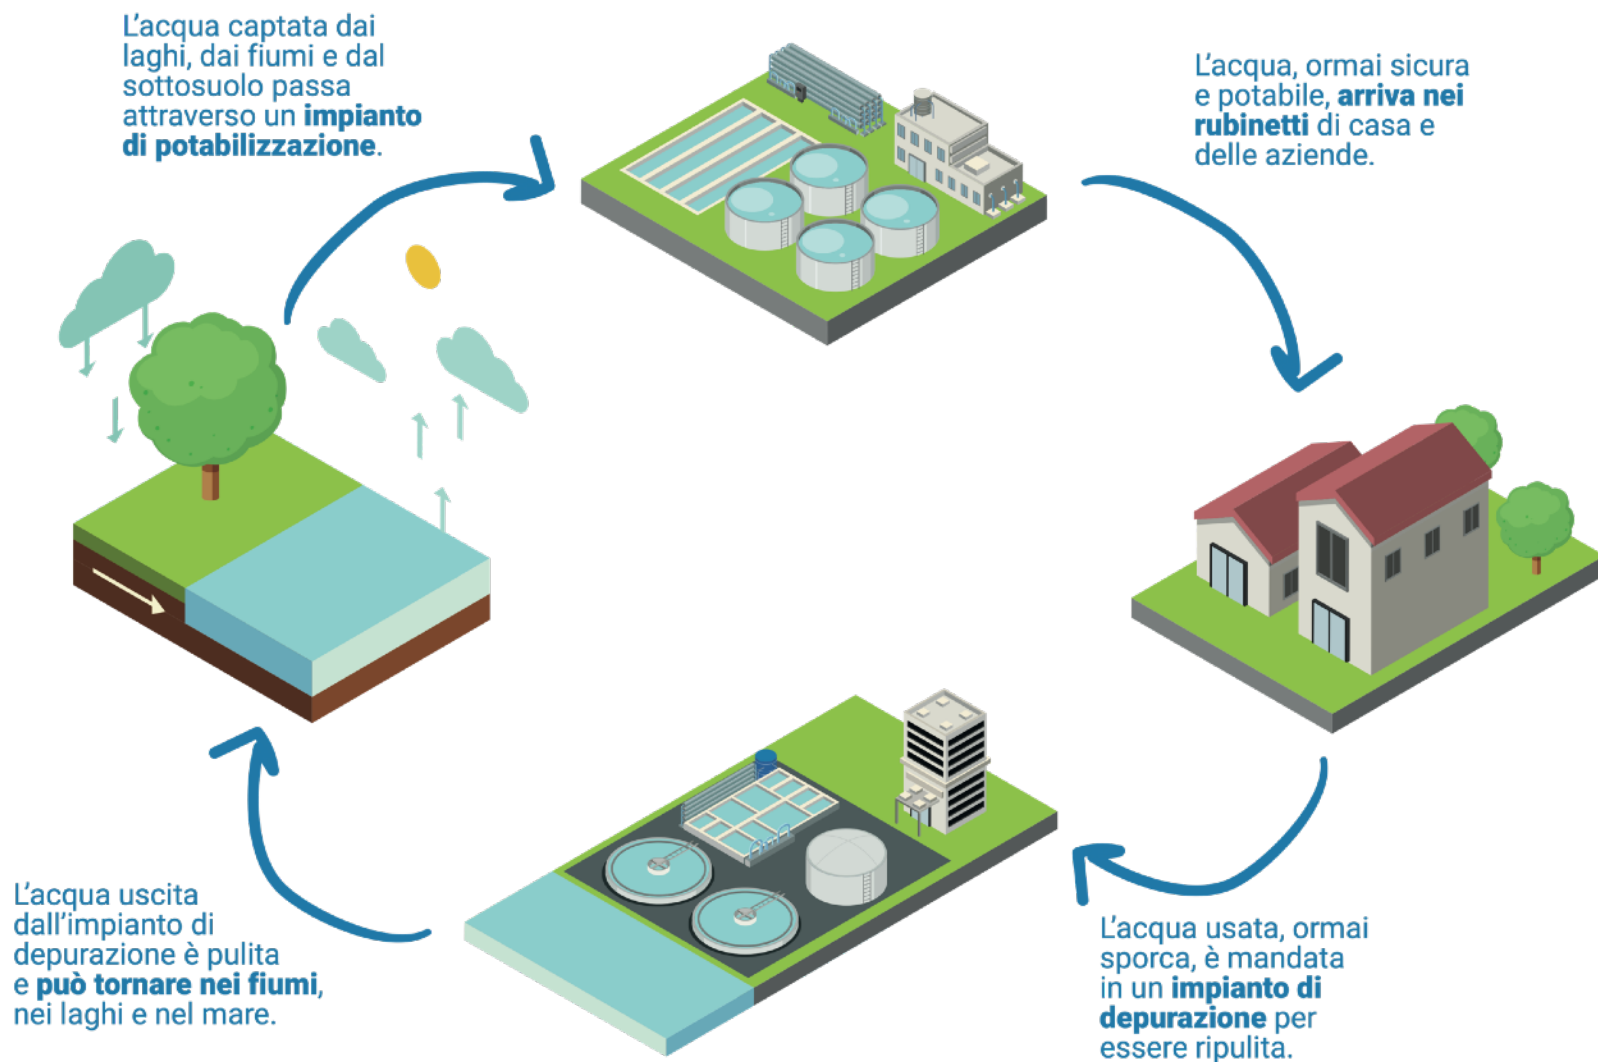 L'acqua captata dai
laghi, dai fiumi e dal
sottosuolo passa
attraverso un impianto
di potabilizzazione.
L'acqua, ormai sicura
e potabile, arriva nei
rubinetti di casa e
delle aziende.
L'acqua usata, ormai
sporca, è mandata
in un impianto di
depurazione per
essere ripulita.
L'acqua uscita
dall'impianto di
depurazione è pulita
e può tornare nei fiumi,
nei laghi e nel mare.